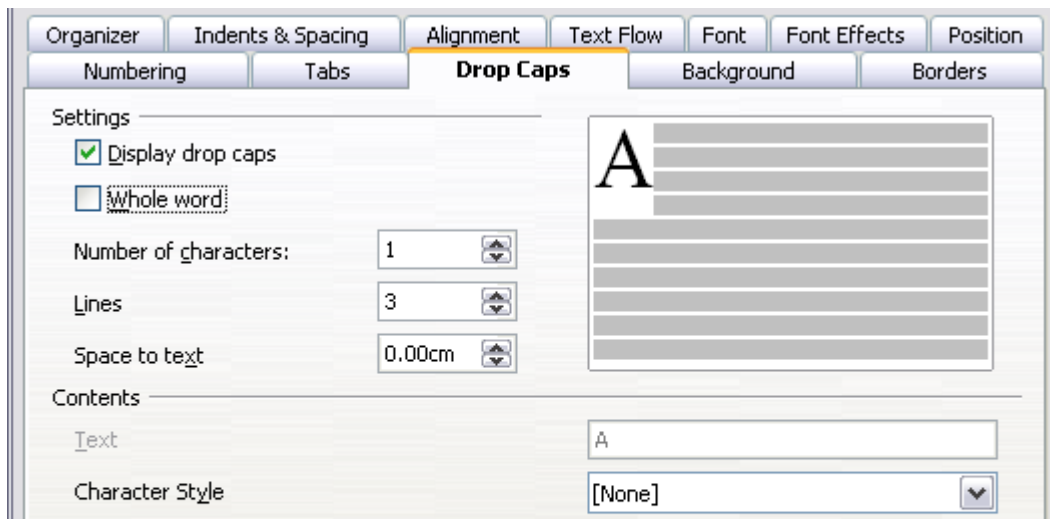 Organizer Indents & Spacing Alignment Text Flow Font Font Effects Position
Numbering Tabs Drop Caps Background Borders
Settings
Display drop caps
Whole word
Number of characters: 1
Lines 3
Space to text 0.00cm
A
Contents
Text A
Character Style [None]